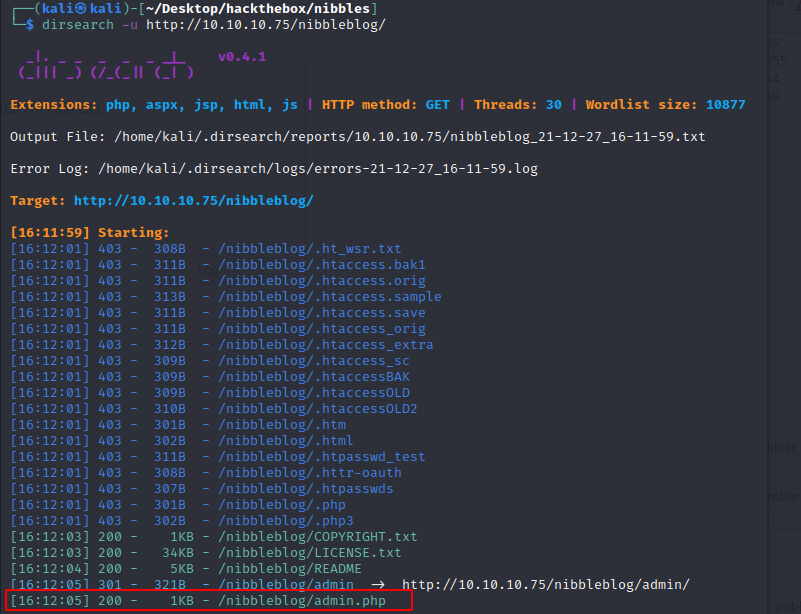 ┌──(kali㉿kali)-[~/Desktop/hackthebox/nibbles]
└─$ dirsearch -u http://10.10.10.75/nibbleblog/
v0.4.1
Extensions: php, aspx, jsp, html, js | HTTP method: GET | Threads: 30 | Wordlist size: 10877
Output File: /home/kali/.dirsearch/reports/10.10.10.75/nibbleblog_21-12-27_16-11-59.txt
Error Log: /home/kali/.dirsearch/logs/errors-21-12-27_16-11-59.log
Target: http://10.10.10.75/nibbleblog/
[16:11:59] Starting:
[16:12:01] 403 - 308B - /nibbleblog/.ht_wsr.txt
[16:12:01] 403 - 311B - /nibbleblog/.htaccess.bak1
[16:12:01] 403 - 311B - /nibbleblog/.htaccess.orig
[16:12:01] 403 - 313B - /nibbleblog/.htaccess.sample
[16:12:01] 403 - 311B - /nibbleblog/.htaccess.save
[16:12:01] 403 - 311B - /nibbleblog/.htaccess_orig
[16:12:01] 403 - 312B - /nibbleblog/.htaccess_extra
[16:12:01] 403 - 309B - /nibbleblog/.htaccess_sc
[16:12:01] 403 - 309B - /nibbleblog/.htaccessBAK
[16:12:01] 403 - 309B - /nibbleblog/.htaccessOLD
[16:12:01] 403 - 310B - /nibbleblog/.htaccessOLD2
[16:12:01] 403 - 301B - /nibbleblog/.htm
[16:12:01] 403 - 302B - /nibbleblog/.html
[16:12:01] 403 - 311B - /nibbleblog/.htpasswd_test
[16:12:01] 403 - 308B - /nibbleblog/.httr-oauth
[16:12:01] 403 - 307B - /nibbleblog/.htpasswds
[16:12:01] 403 - 301B - /nibbleblog/.php
[16:12:01] 403 - 302B - /nibbleblog/.php3
[16:12:03] 200 - 1KB - /nibbleblog/COPYRIGHT.txt
[16:12:03] 200 - 34KB - /nibbleblog/LICENSE.txt
[16:12:04] 200 - 5KB - /nibbleblog/README
[16:12:05] 301 - 321B - /nibbleblog/admin → http://10.10.10.75/nibbleblog/admin/
[16:12:05] 200 - 1KB - /nibbleblog/admin.php